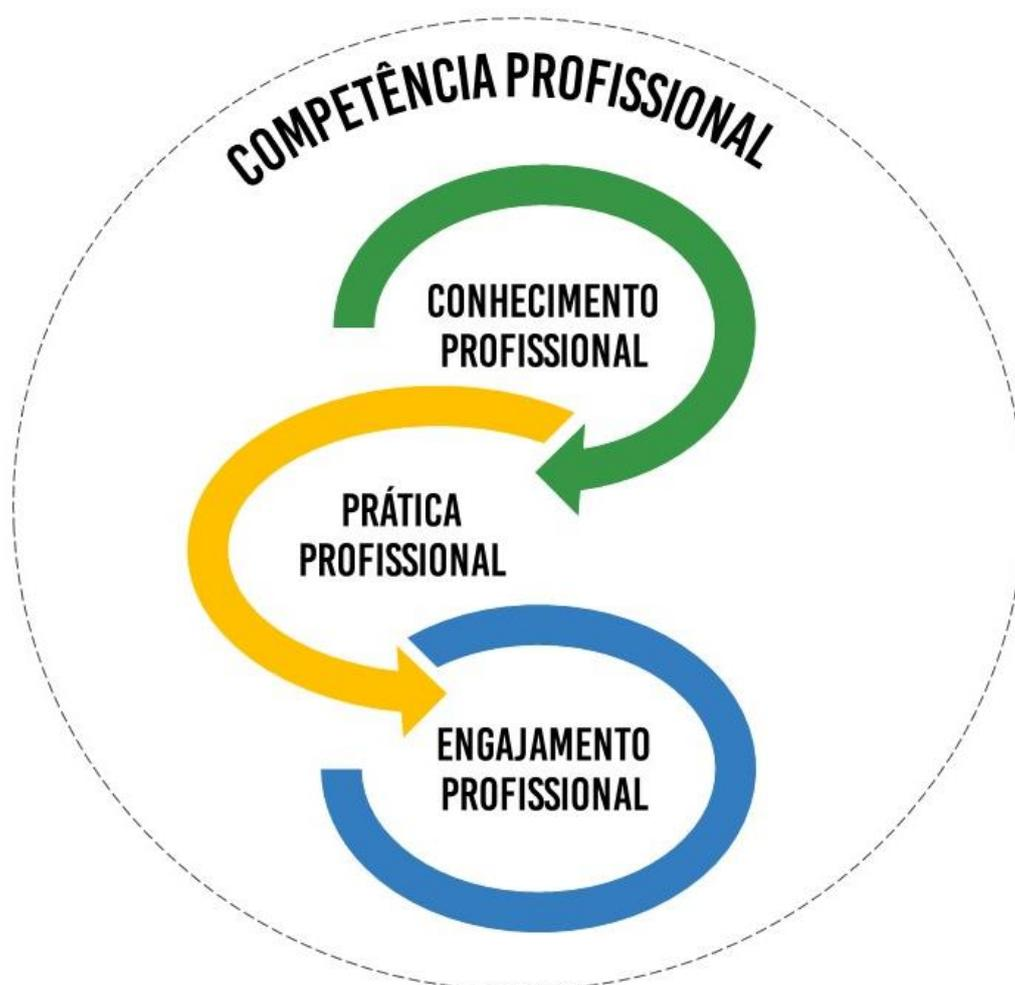 COMPETÊNCIA PROFISSIONAL
CONHECIMENTO
PROFISSIONAL
PRÁTICA
PROFISSIONAL
ENGAJAMENTO
PROFISSIONAL